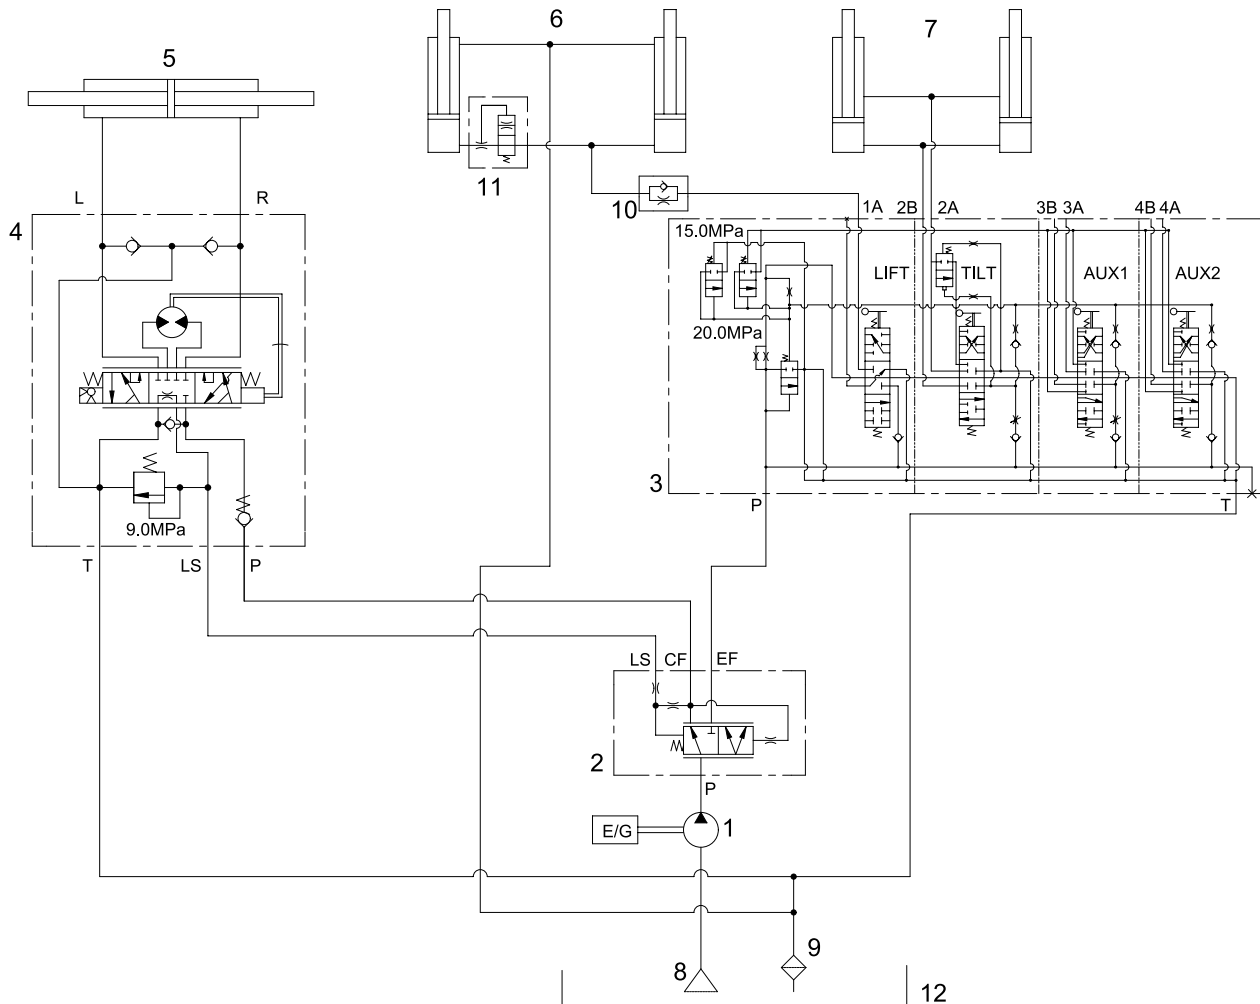 6
7
5
11
10
1A 2B 2A 3B 3A 4B 4A
L R
4
15.0MPa
LIFT TILT AUX1 AUX2
20.0MPa
3
P T
9.0MPa
T LS P
LS CF EF
2
P
E/G 1
9
8
12